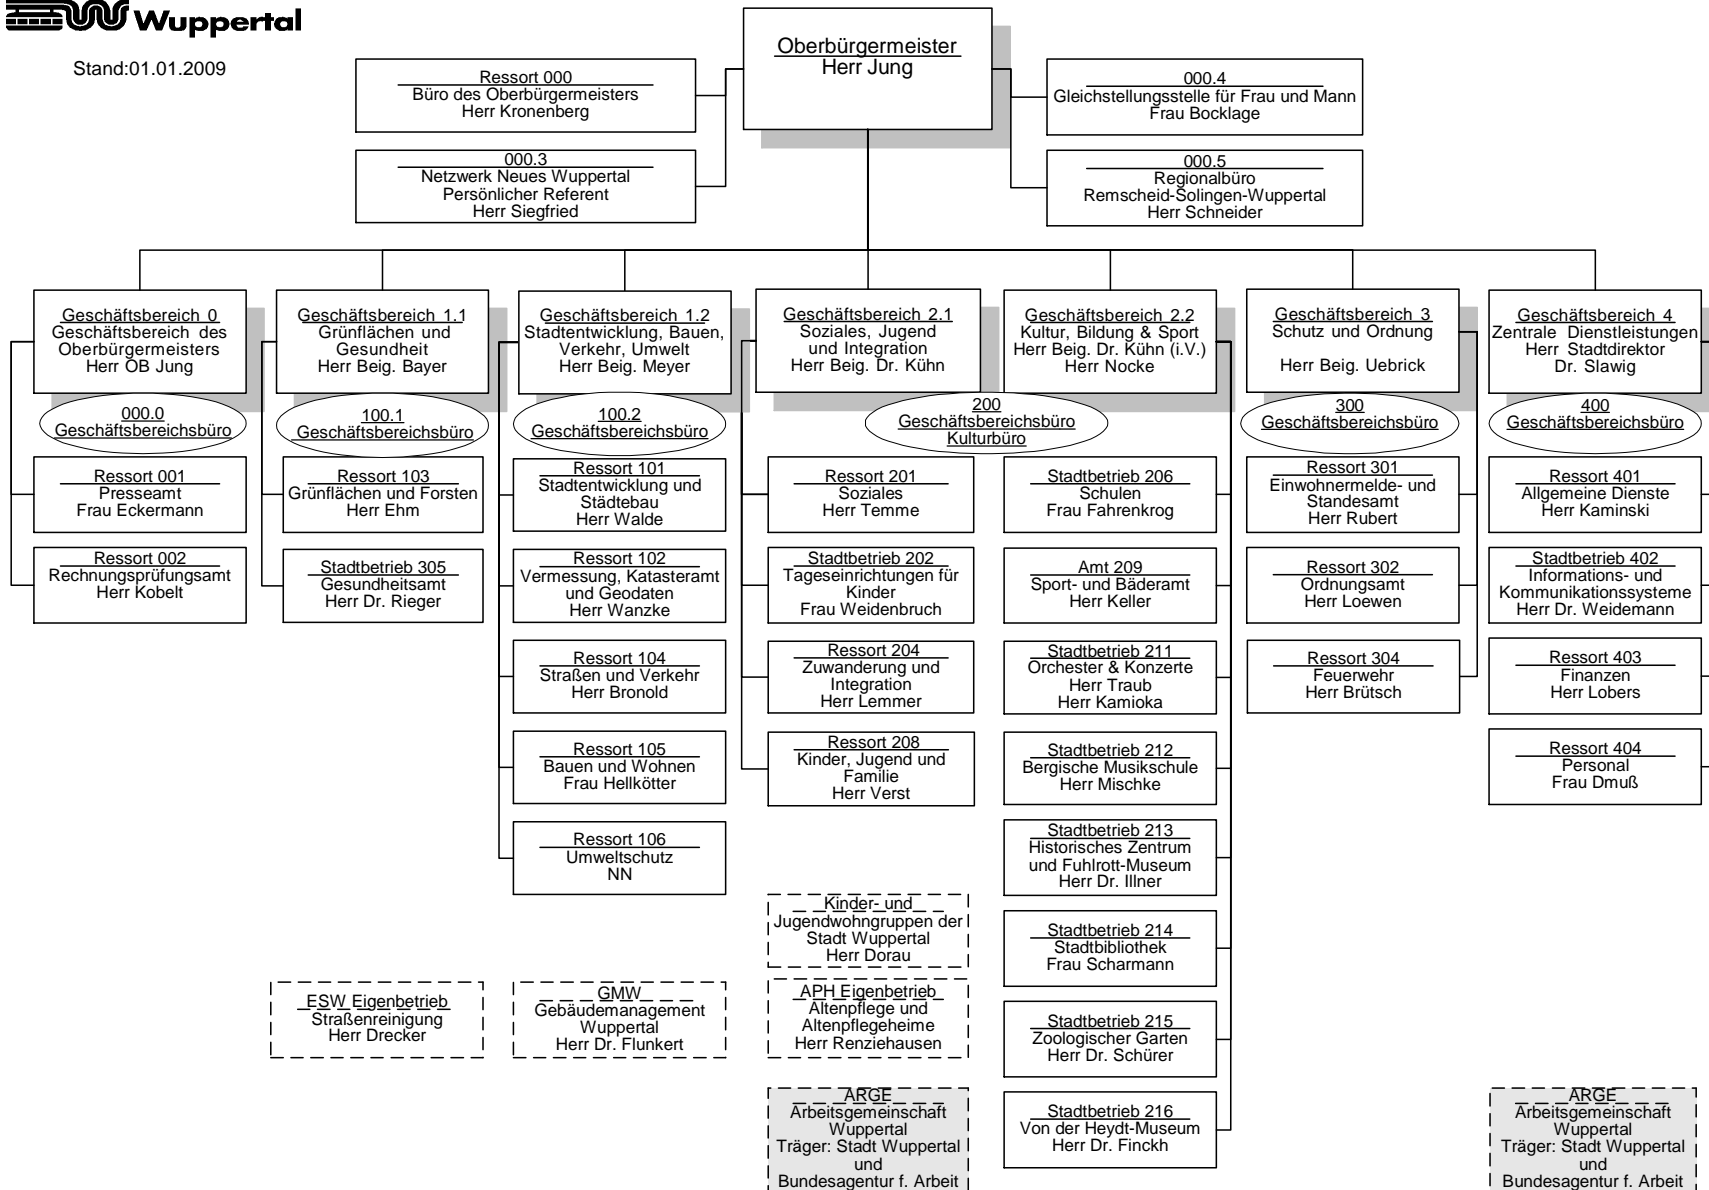 Wuppertal
Stand:01.01.2009
Oberbürgermeister
Herr Jung
Ressort 000
Büro des Oberbürgermeisters
Herr Kronenberg
000.4
Gleichstellungsstelle für Frau und Mann
Frau Bocklage
000.3
Netzwerk Neues Wuppertal
Persönlicher Referent
Herr Siegfried
000.5
Regionalbüro
Remscheid-Solingen-Wuppertal
Herr Schneider
Geschäftsbereich 0
Geschäftsbereich des
Oberbürgermeisters
Herr OB Jung
000.0
Geschäftsbereichsbüro
Ressort 001
Presseamt
Frau Eckermann
Ressort 002
Rechnungsprüfungsamt
Herr Kobelt
Geschäftsbereich 1.1
Grünflächen und
Gesundheit
Herr Beig. Bayer
100.1
Geschäftsbereichsbüro
Ressort 103
Grünflächen und Forsten
Herr Ehm
Stadtbetrieb 305
Gesundheitsamt
Herr Dr. Rieger
ESW Eigenbetrieb
Straßenreinigung
Herr Drecker
Geschäftsbereich 1.2
Stadtentwicklung, Bauen,
Verkehr, Umwelt
Herr Beig. Meyer
100.2
Geschäftsbereichsbüro
Ressort 101
Stadtentwicklung und
Städtebau
Herr Walde
Ressort 102
Vermessung, Katasteramt
und Geodaten
Herr Wanzke
Ressort 104
Straßen und Verkehr
Herr Bronold
Ressort 105
Bauen und Wohnen
Frau Hellkötter
Ressort 106
Umweltschutz
NN
GMW
Gebäudemanagement
Wuppertal
Herr Dr. Flunkert
Geschäftsbereich 2.1
Soziales, Jugend
und Integration
Herr Beig. Dr. Kühn
200
Geschäftsbereichsbüro
Kulturbüro
Ressort 201
Soziales
Herr Temme
Stadtbetrieb 202
Tageseinrichtungen für
Kinder
Frau Weidenbruch
Ressort 204
Zuwanderung und
Integration
Herr Lemmer
Ressort 208
Kinder, Jugend und
Familie
Herr Verst
Kinder- und
Jugendwohngruppen der
Stadt Wuppertal
Herr Dorau
APH Eigenbetrieb
Altenpflege und
Altenpflegeheime
Herr Renziehausen
ARGE
Arbeitsgemeinschaft
Wuppertal
Träger: Stadt Wuppertal
und
Bundesagentur f. Arbeit
Geschäftsbereich 2.2
Kultur, Bildung & Sport
Herr Beig. Dr. Kühn (i.V.)
Herr Nocke
Stadtbetrieb 206
Schulen
Frau Fahrenkrog
Amt 209
Sport- und Bäderamt
Herr Keller
Stadtbetrieb 211
Orchester & Konzerte
Herr Traub
Herr Kamioka
Stadtbetrieb 212
Bergische Musikschule
Herr Mischke
Stadtbetrieb 213
Historisches Zentrum
und Fuhlrott-Museum
Herr Dr. Illner
Stadtbetrieb 214
Stadtbibliothek
Frau Scharmann
Stadtbetrieb 215
Zoologischer Garten
Herr Dr. Schürer
Stadtbetrieb 216
Von der Heydt-Museum
Herr Dr. Finckh
Geschäftsbereich 3
Schutz und Ordnung
Herr Beig. Uebrick
300
Geschäftsbereichsbüro
Ressort 301
Einwohnermelde- und
Standesamt
Herr Rubert
Ressort 302
Ordnungsamt
Herr Loewen
Ressort 304
Feuerwehr
Herr Brütsch
Geschäftsbereich 4
Zentrale Dienstleistungen
Herr Stadtdirektor
Dr. Slawig
400
Geschäftsbereichsbüro
Ressort 401
Allgemeine Dienste
Herr Kaminski
Stadtbetrieb 402
Informations- und
Kommunikationssysteme
Herr Dr. Weidemann
Ressort 403
Finanzen
Herr Lobers
Ressort 404
Personal
Frau Dmuß
ARGE
Arbeitsgemeinschaft
Wuppertal
Träger: Stadt Wuppertal
und
Bundesagentur f. Arbeit